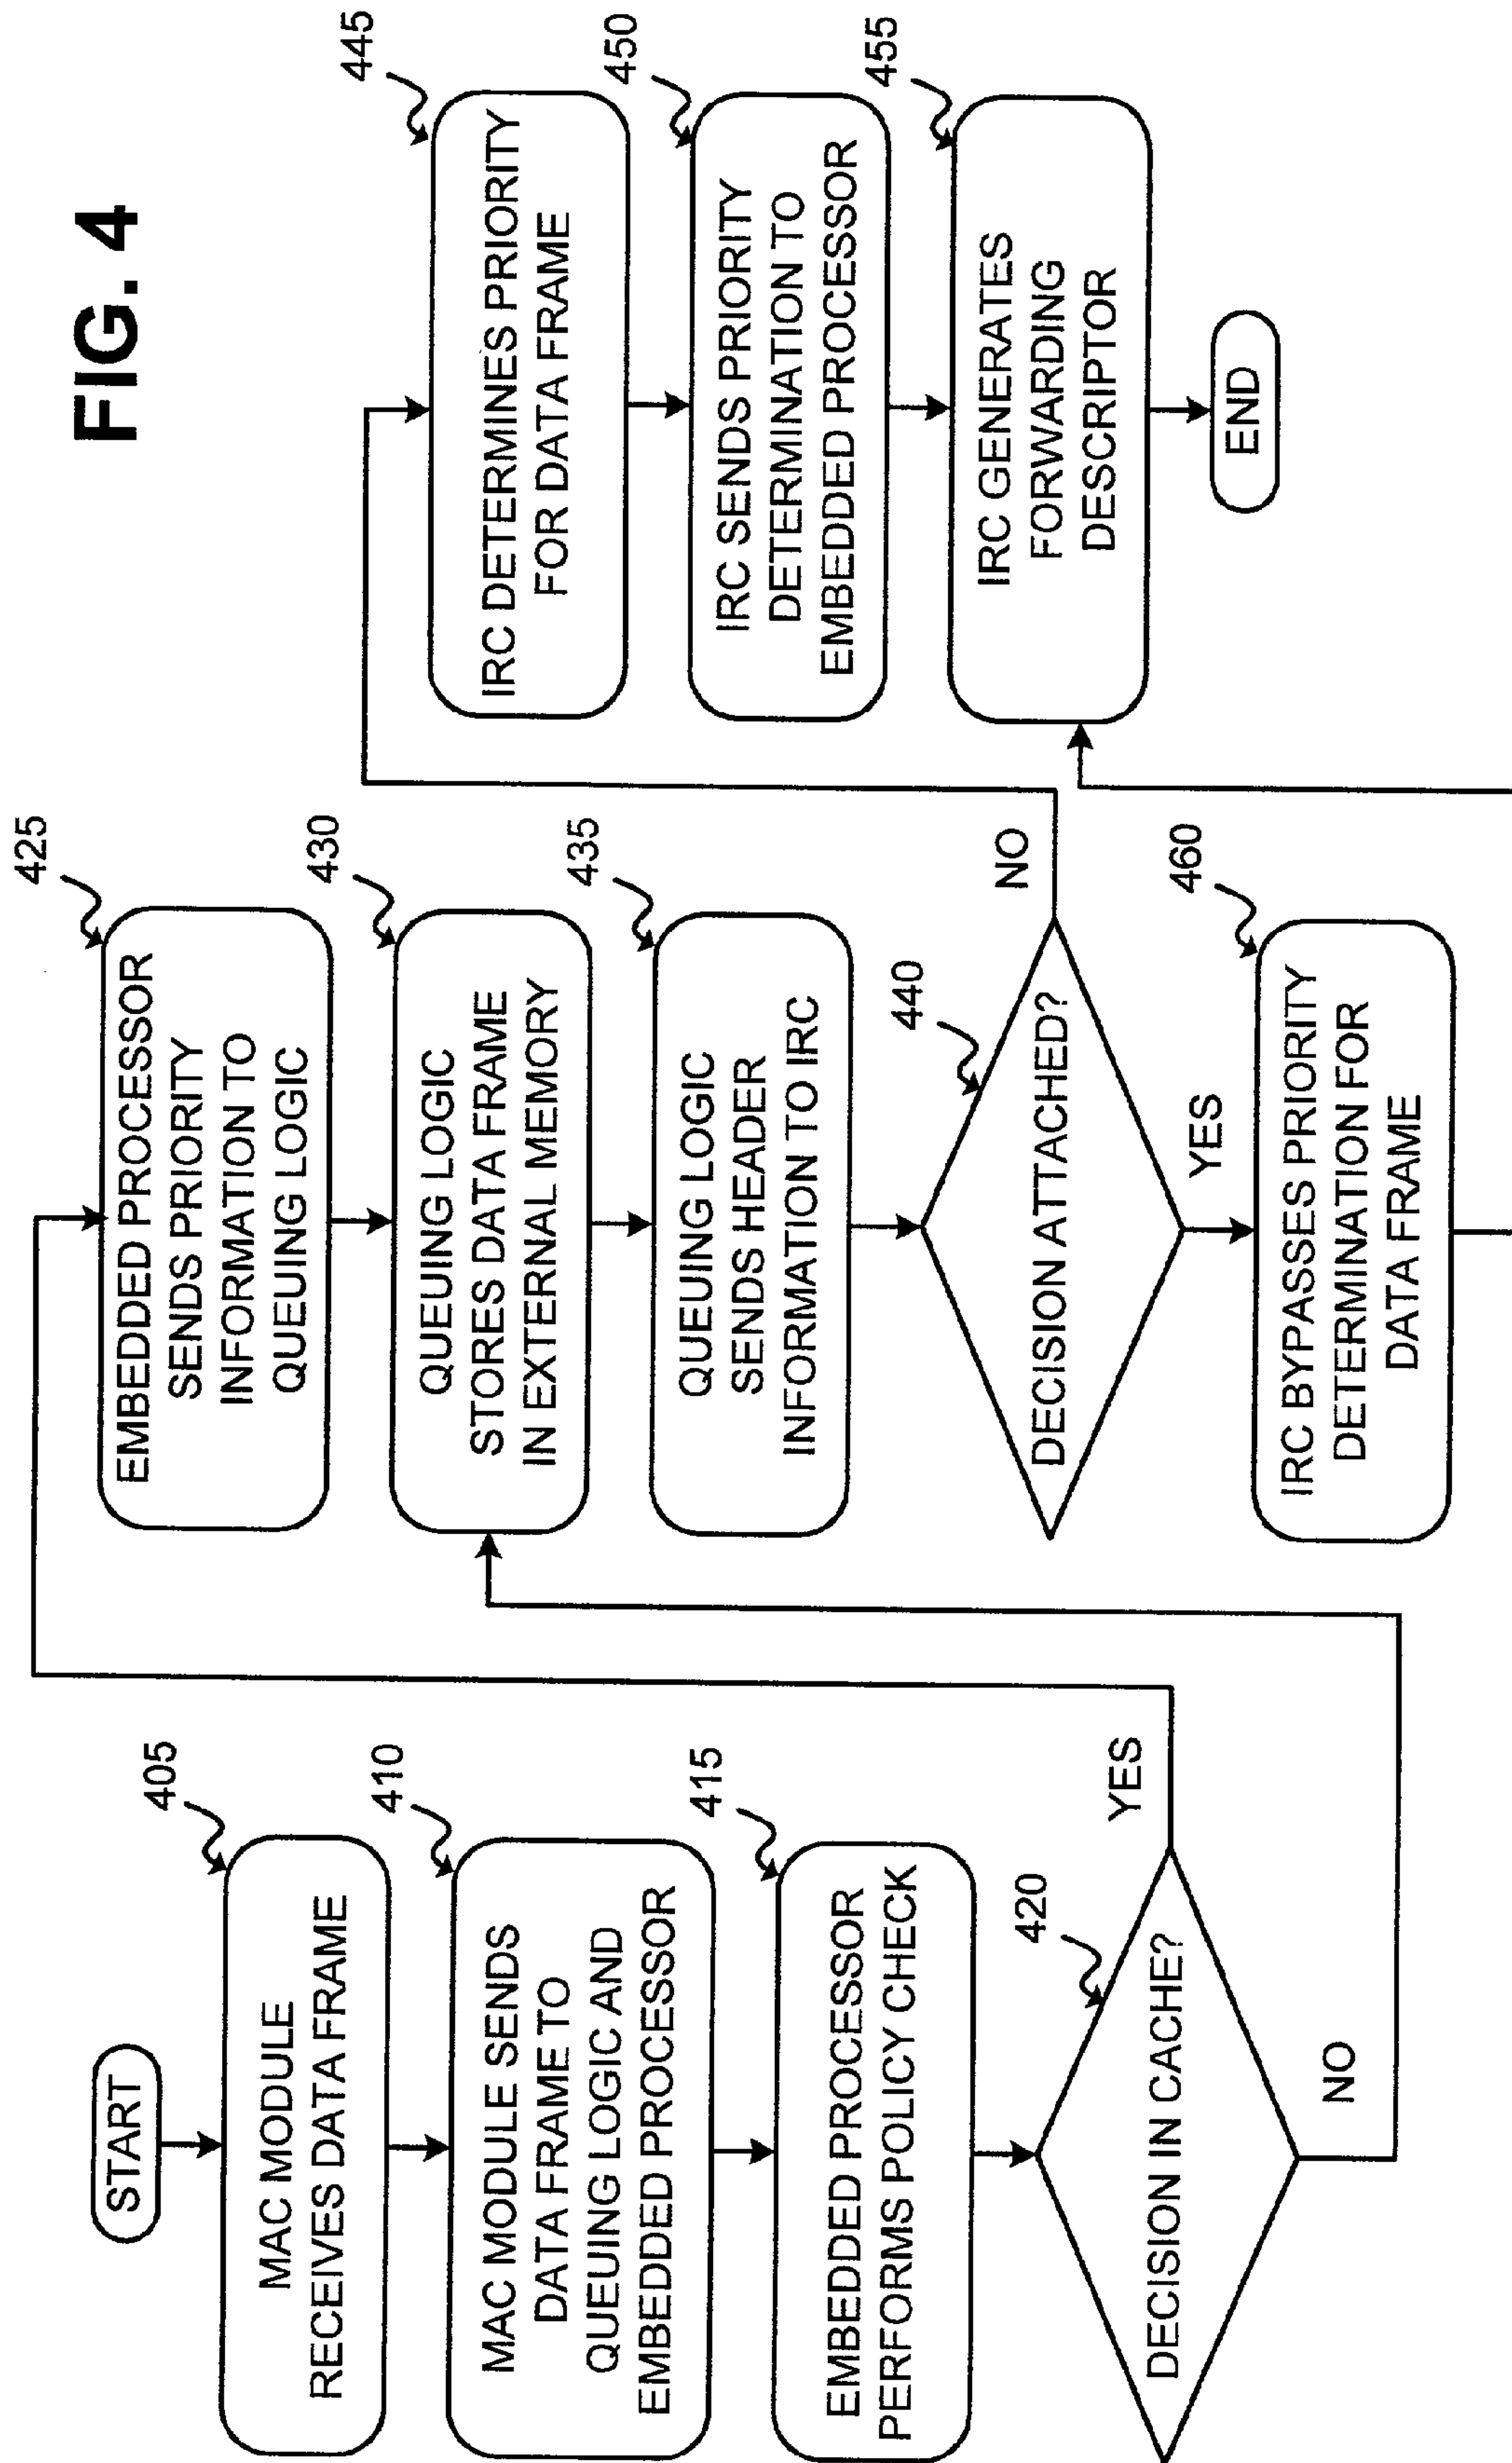 FIG. 4
START
405
MAC MODULE
RECEIVES DATA FRAME
410
MAC MODULE SENDS
DATA FRAME TO
QUEUING LOGIC AND
EMBEDDED PROCESSOR
415
EMBEDDED PROCESSOR
PERFORMS POLICY CHECK
420
DECISION IN CACHE?
YES
NO
425
EMBEDDED PROCESSOR
SENDS PRIORITY
INFORMATION TO
QUEUING LOGIC
430
QUEUING LOGIC
STORES DATA FRAME
IN EXTERNAL MEMORY
435
QUEUING LOGIC
SENDS HEADER
INFORMATION TO IRC
440
DECISION ATTACHED?
NO
YES
460
IRC BYPASSES PRIORITY
DETERMINATION FOR
DATA FRAME
445
IRC DETERMINES PRIORITY
FOR DATA FRAME
450
IRC SENDS PRIORITY
DETERMINATION TO
EMBEDDED PROCESSOR
455
IRC GENERATES
FORWARDING
DESCRIPTOR
END